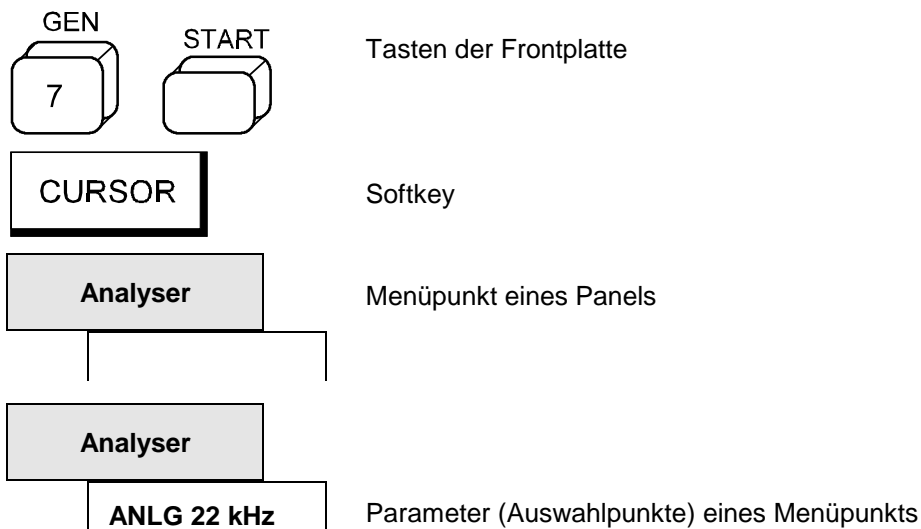 GEN
START
Tasten der Frontplatte
7
CURSOR
Softkey
Analyser
Menüpunkt eines Panels
Analyser
ANLG 22 kHz
Parameter (Auswahlpunkte) eines Menüpunkts